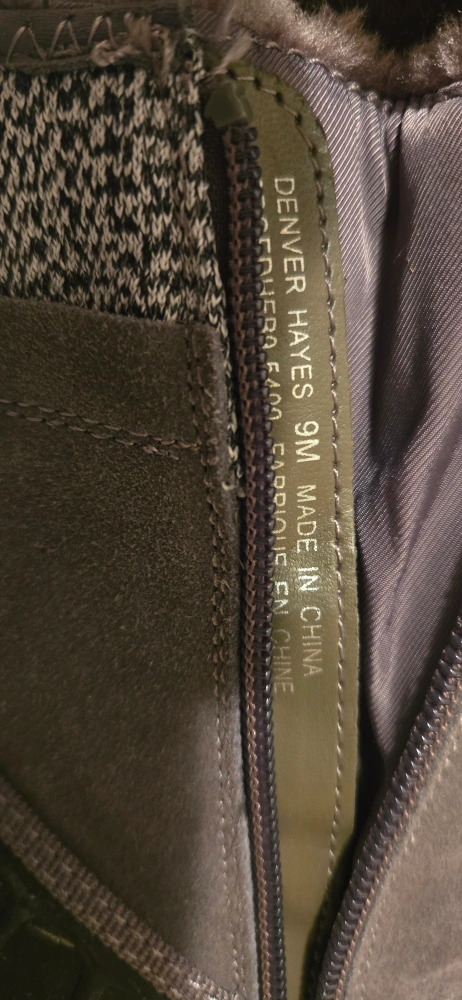 DENVER HAYES 9M MADE IN CHINA
FABRIQUE EN CHINE